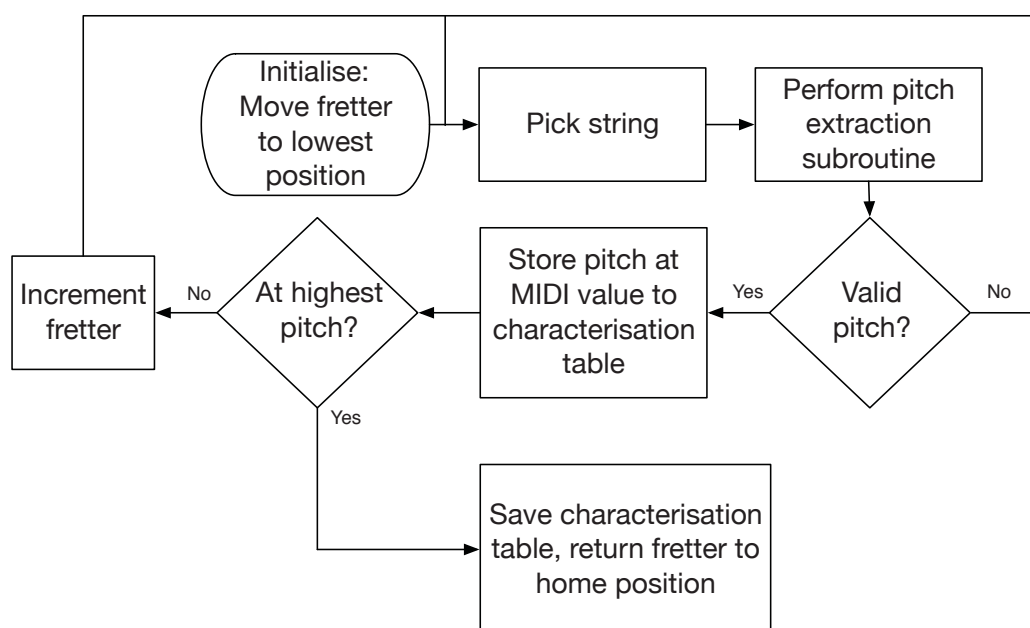 Initialise:
Move fretter
to lowest
position
Pick string
Perform pitch
extraction
subroutine
Increment
fretter
No
At highest
pitch?
Store pitch at
MIDI value to
characterisation
table
Yes
Valid
pitch?
No
Yes
Save characterisation
table, return fretter to
home position